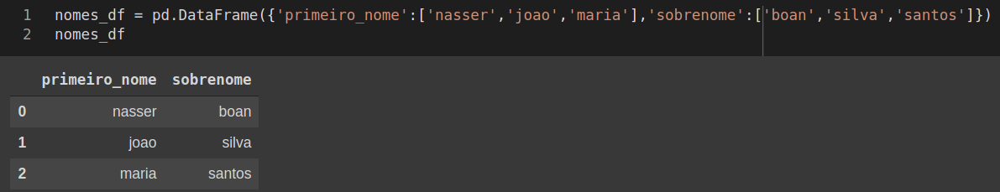 1 nomes_df = pd.DataFrame({'primeiro_nome':['nasser','joao','maria'],'sobrenome':['boan','silva','santos']})
2 nomes_df
primeiro_nome sobrenome
0 nasser boan
1 joao silva
2 maria santos